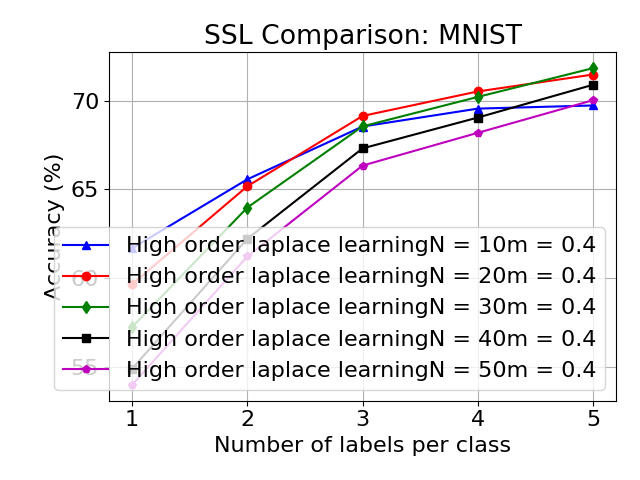 SSL Comparison: MNIST
Accuracy (%)
70
65
60
55
High order laplace learningN = 10m = 0.4
High order laplace learningN = 20m = 0.4
High order laplace learningN = 30m = 0.4
High order laplace learningN = 40m = 0.4
High order laplace learningN = 50m = 0.4
1 2 3 4 5
Number of labels per class